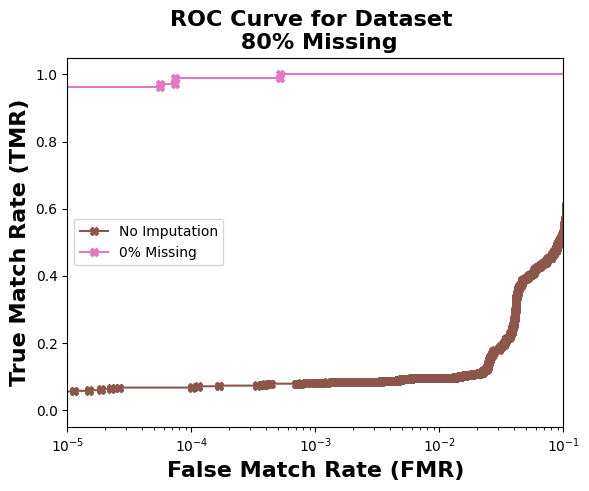 ROC Curve for Dataset
80% Missing
True Match Rate (TMR)
1.0
0.8
0.6
0.4
0.2
0.0
No Imputation
0% Missing
10⁻⁵
10⁻⁴
10⁻³
10⁻²
10⁻¹
False Match Rate (FMR)